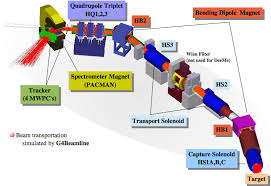 Quadrupole Triplet
HQ1,2,3
HB2
Bending Dipole Magnet
HS3
Wien Filter
(not used for DeeMe)
Spectrometer Magnet
(PACMAN)
HS2
Tracker
(4 MWPC's)
Transport Solenoid
HB1
Beam transportation
simulated by G4Beamline
Capture Solenoid
HS1A,B,C
Target